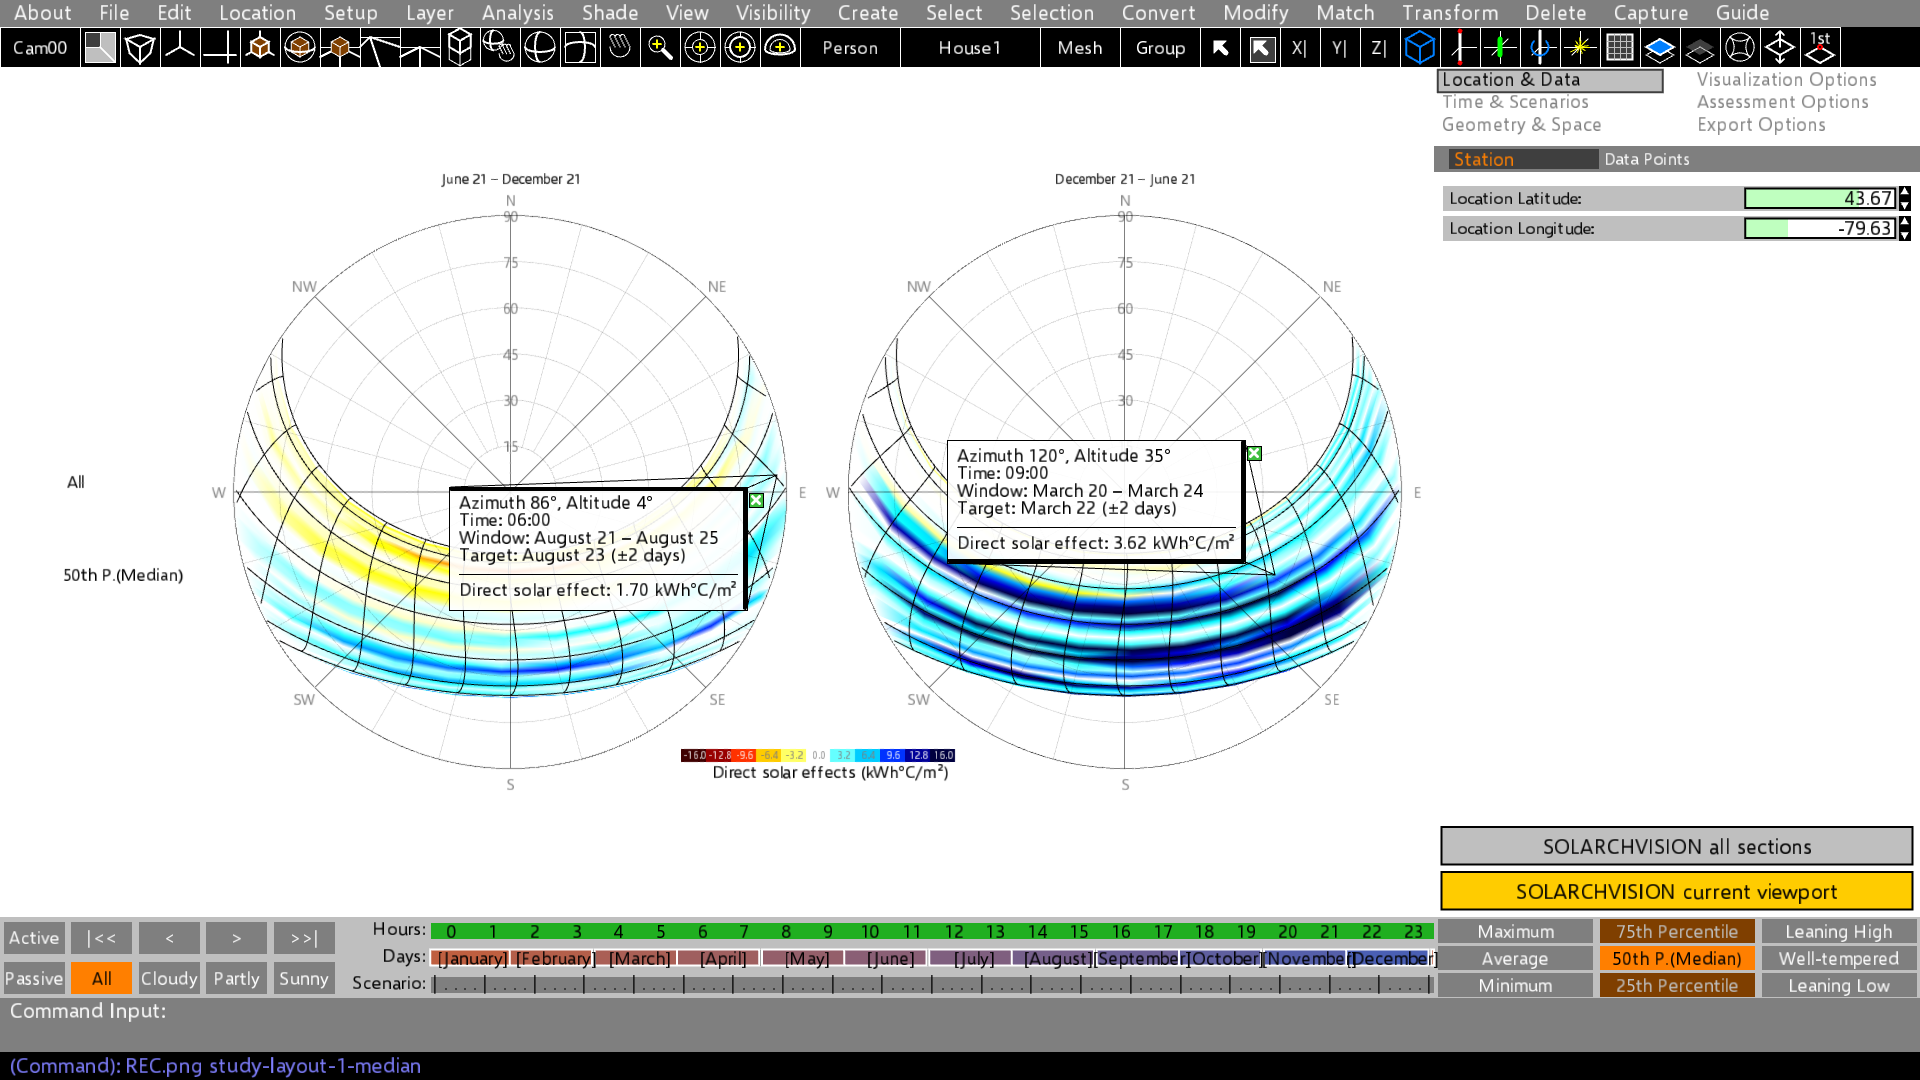 About File Edit Location Setup Layer Analysis Shade View Visibility Create Select Selection Convert Modify Match Transform Delete Capture Guide
Cam00 Person House1 Mesh Group X| Y| Z| 1st
Location & Data Visualization Options
Time & Scenarios Assessment Options
Geometry & Space Export Options
Station Data Points
Location Latitude: 43.67
Location Longitude: -79.63
June 21 – December 21
N
90
75
60
45
30
15
NW
NE
W
E
SW
SE
S
Azimuth 86°, Altitude 4°
Time: 06:00
Window: August 21 – August 25
Target: August 23 (±2 days)
Direct solar effect: 1.70 kWh°C/m²
December 21 – June 21
N
90
75
60
45
30
NW
NE
W
E
SW
SE
S
Azimuth 120°, Altitude 35°
Time: 09:00
Window: March 20 – March 24
Target: March 22 (±2 days)
Direct solar effect: 3.62 kWh°C/m²
All
50th P.(Median)
-16.0 -12.8 -9.6 -6.4 -3.2 0.0 3.2 6.4 9.6 12.8 16.0
Direct solar effects (kWh°C/m²)
SOLARCHVISION all sections
SOLARCHVISION current viewport
Active |<< < > >>|
Passive All Cloudy Partly Sunny
Hours: 0 1 2 3 4 5 6 7 8 9 10 11 12 13 14 15 16 17 18 19 20 21 22 23
Days: [January] [February] [March] [April] [May] [June] [July] [August] [September] [October] [November] [December]
Scenario:
Maximum 75th Percentile Leaning High
Average 50th P.(Median) Well-tempered
Minimum 25th Percentile Leaning Low
Command Input:
(Command): REC.png study-layout-1-median